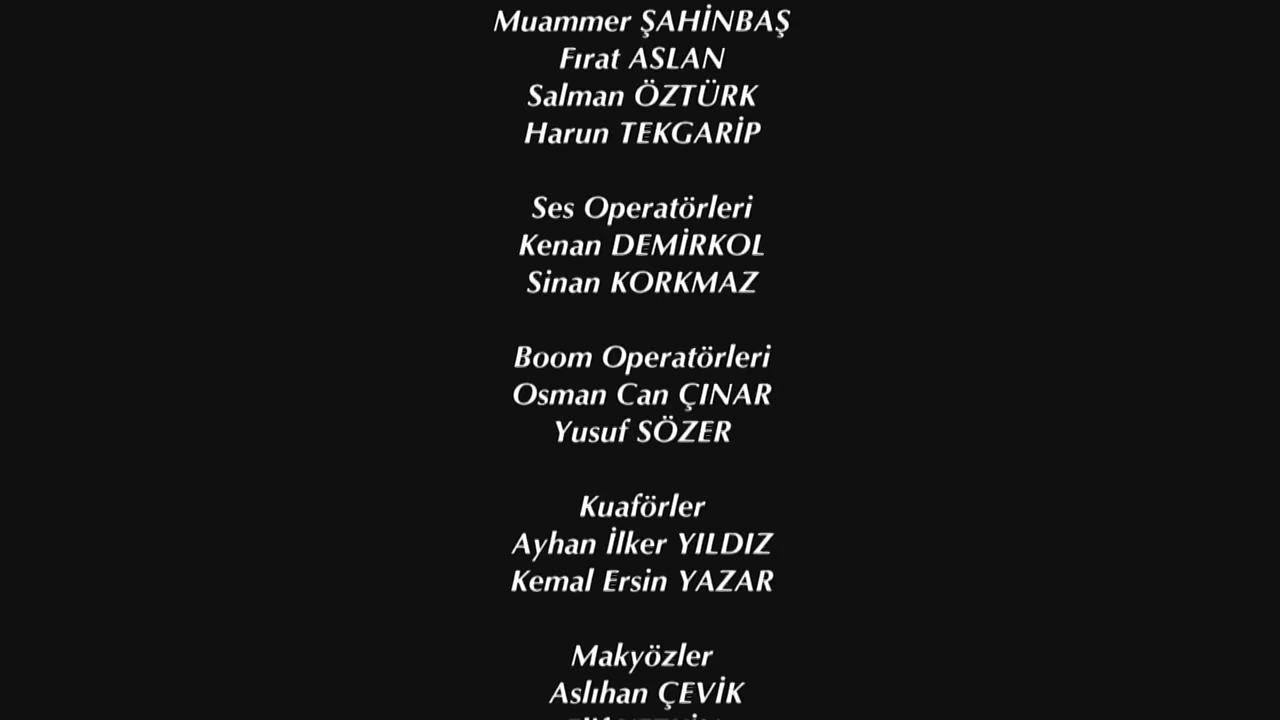 Muammer ŞAHİNBAŞ
Fırat ASLAN
Salman ÖZTÜRK
Harun TEKGARİP
Ses Operatörleri
Kenan DEMİRKOL
Sinan KORKMAZ
Boom Operatörleri
Osman Can ÇINAR
Yusuf SÖZER
Kuaförler
Ayhan İlker YILDIZ
Kemal Ersin YAZAR
Makyözler
Aslıhan ÇEVİK